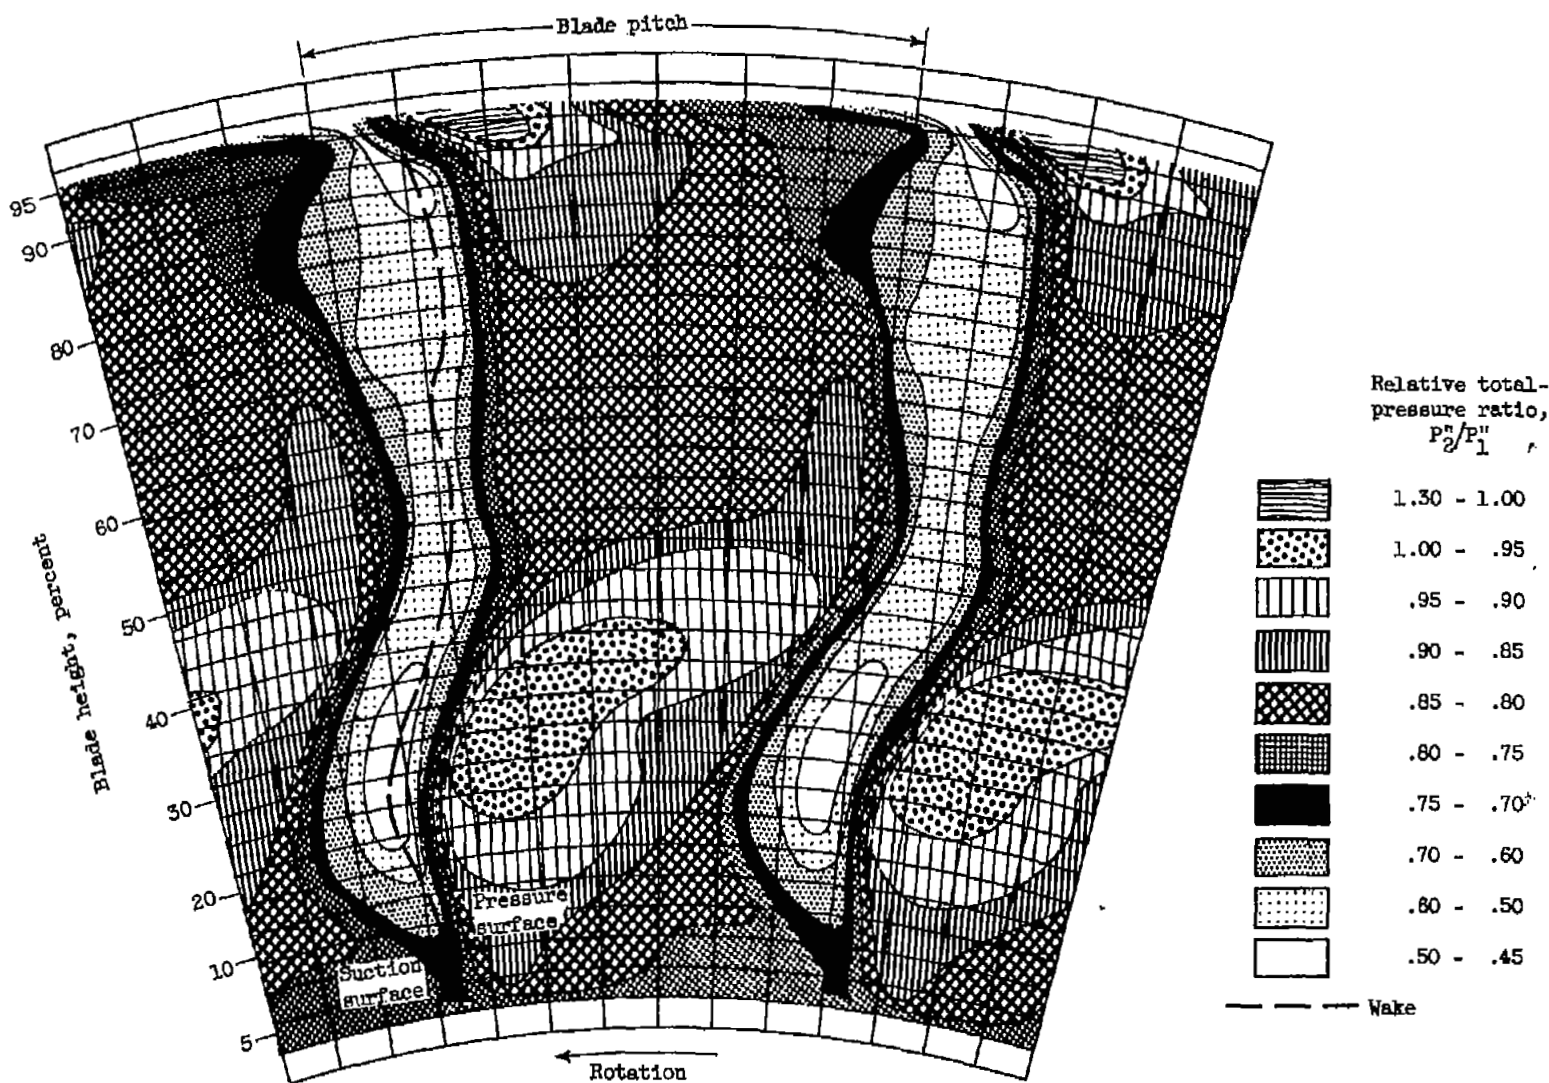 Blade pitch
95
90
80
70
60
50
40
30
20
10
5
Blade height, percent
Pressure
surface
Suction
surface
Rotation
Relative total-
pressure ratio,
P"2/P"1
1.30 - 1.00
1.00 - .95
.95 - .90
.90 - .85
.85 - .80
.80 - .75
.75 - .70
.70 - .60
.60 - .50
.50 - .45
Wake